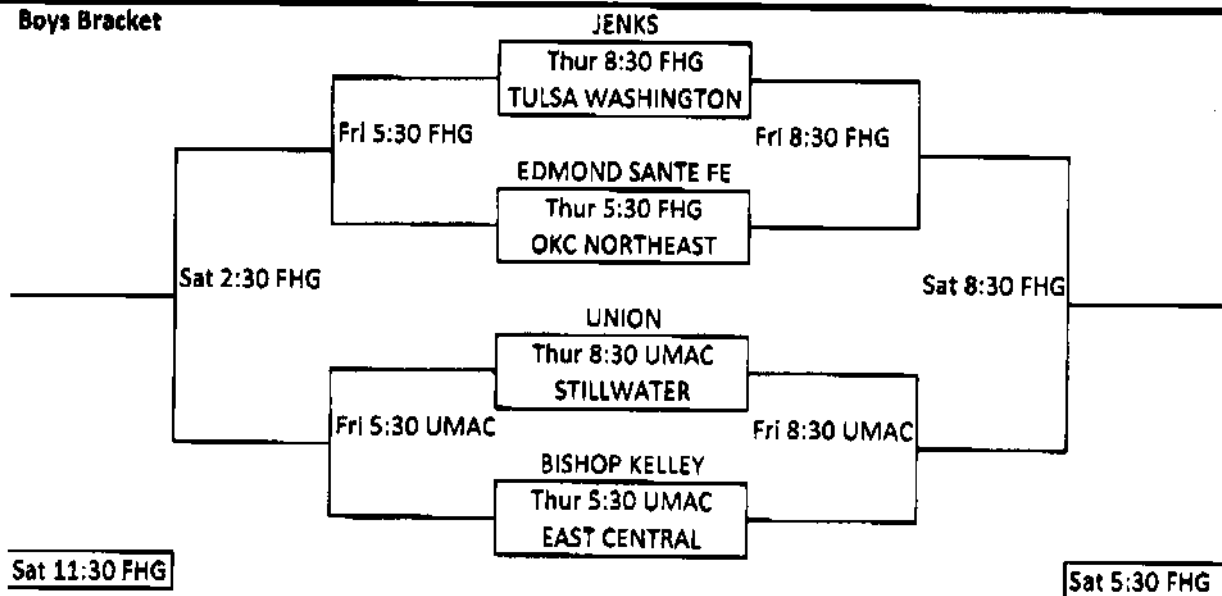 Boys Bracket
JENKS
Thur 8:30 FHG
TULSA WASHINGTON
Fri 5:30 FHG
Fri 8:30 FHG
EDMOND SANTE FE
Thur 5:30 FHG
OKC NORTHEAST
Sat 2:30 FHG
Sat 8:30 FHG
UNION
Thur 8:30 UMAC
STILLWATER
Fri 5:30 UMAC
Fri 8:30 UMAC
BISHOP KELLEY
Thur 5:30 UMAC
EAST CENTRAL
Sat 11:30 FHG
Sat 5:30 FHG